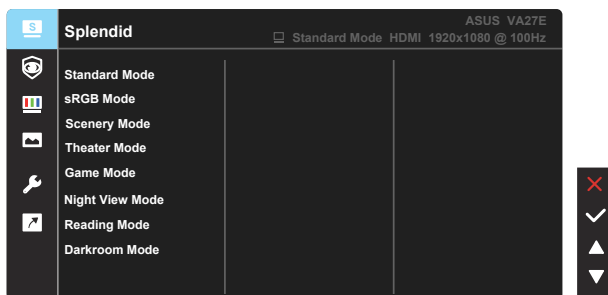 S
Splendid
ASUS VA27E
Standard Mode HDMI 1920x1080 @ 100Hz
Standard Mode
sRGB Mode
Scenery Mode
Theater Mode
Game Mode
Night View Mode
Reading Mode
Darkroom Mode